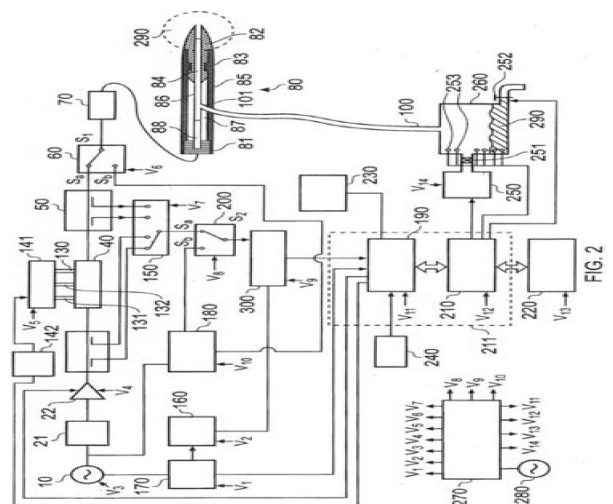 290
70
82
83
84
85
86
101
80
88
87
81
S1
60
Sa
Sb
V6
100
252
253
260
290
251
250
V14
50
141
130
40
V7
200
S2
Sa
Sb
150
V8
V5
131
132
142
230
190
210
220
211
300
V9
V11
V12
V13
FIG. 2
22
V4
21
180
V10
240
10
V3
160
V2
170
V1
V1 V2 V3 V4 V5 V6 V7
V8
V9
V10
V14 V13 V12 V11
270
280